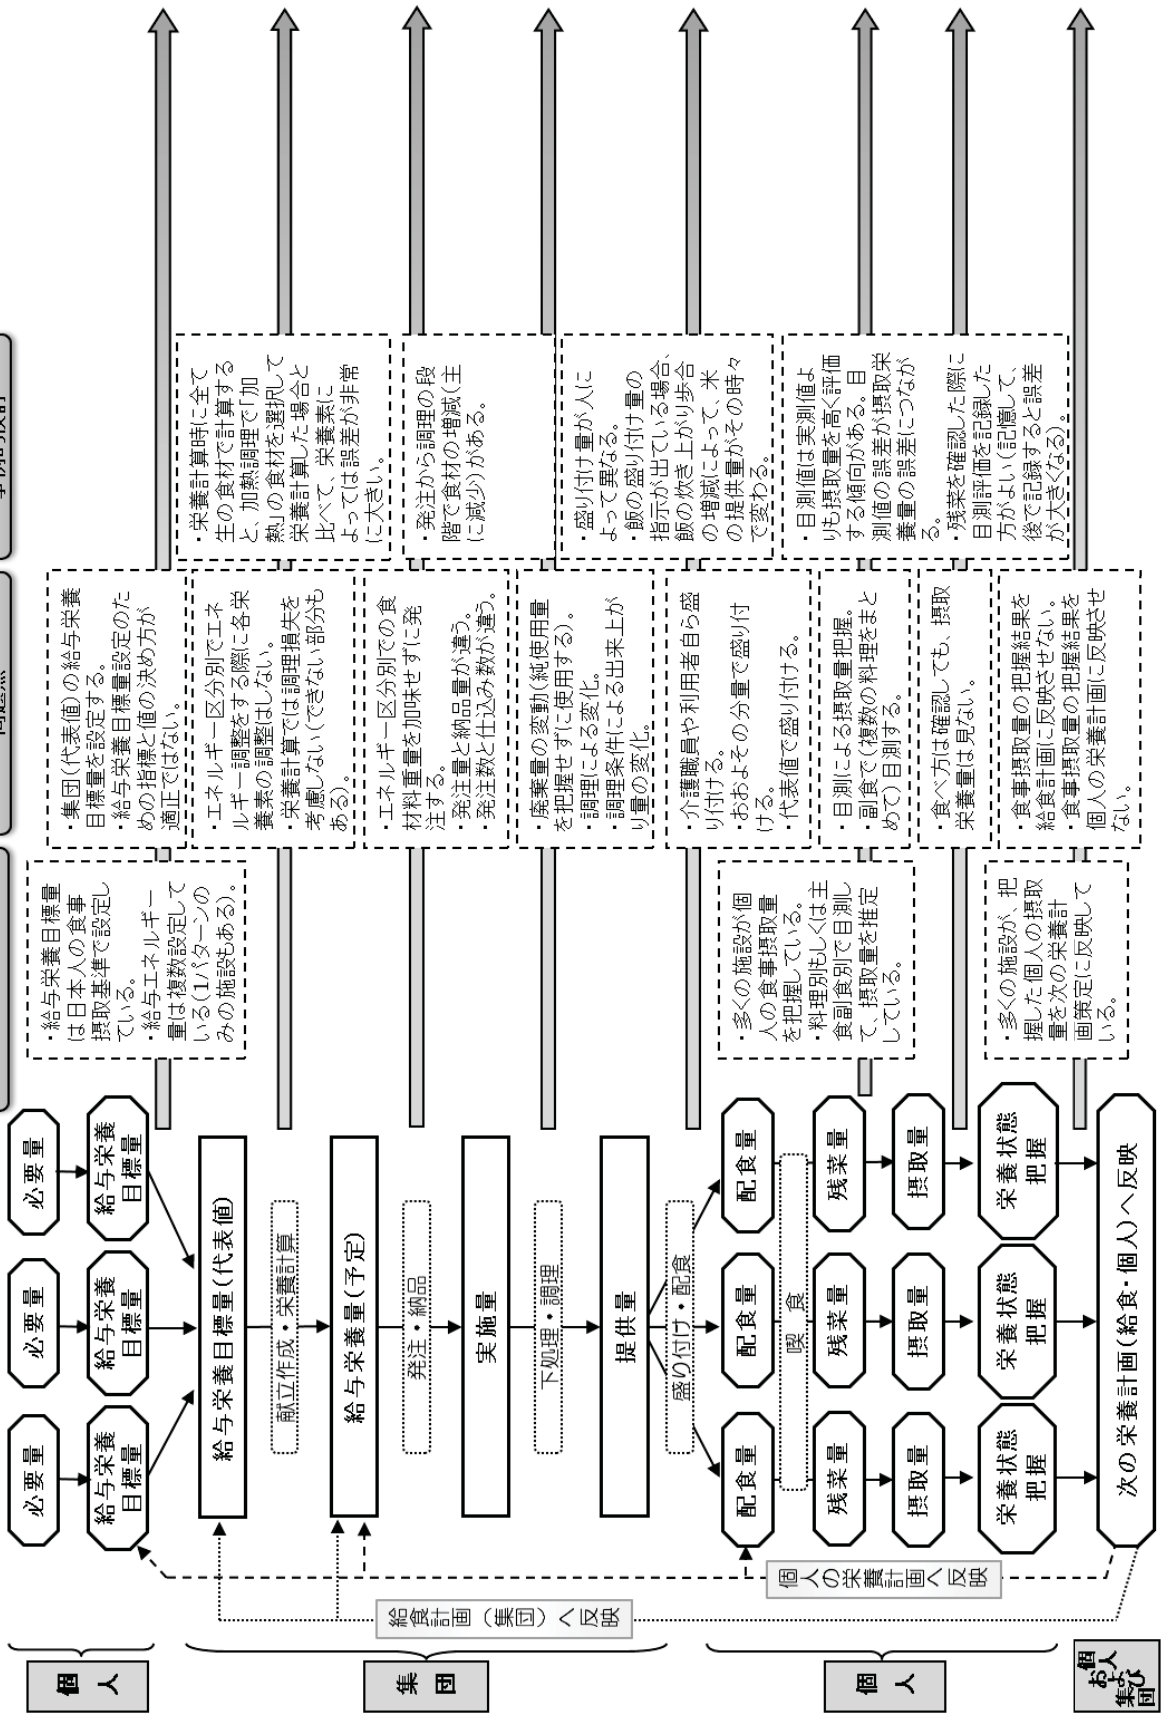 問題点
事例的検討
個人
必要量
必要量
必要量
給与栄養
目標量
給与栄養
目標量
給与栄養
目標量
・給与栄養目標量
は日本人の食事
摂取基準で設定し
ている。
・給与エネルギー
量は複数設定して
いる(1パターンの
みの施設もある)。
・集団(代表値)の給与栄養
目標量を設定する。
・給与栄養目標量設定のた
めの指標と値の決め方が
適正ではない。
集団
給与栄養目標量(代表値)
献立作成・栄養計算
・エネルギー区分別でエネ
ルギー調整をする際に各栄
養素の調整はしない。
・栄養計算では調理損失を
考慮しない(できない部分も
ある)。
・栄養計算時に全て
生の食材で計算する
と、加熱調理で「加
熱」の食材を選択して
栄養計算した場合と
比べて、栄養素に
よっては誤差が非常
に大きい。
給与栄養量(予定)
発注・納品
・エネルギー区分別での食
材料重量を加味せずに発
注する。
・発注量と納品量が違う。
・発注数と仕込み数が違う。
・発注から調理の段
階で食材の増減(主
に減少)がある。
実施量
下処理・調理
・廃棄量の変動(純使用量
を把握せずに使用する)。
・調理による変化。
・調理条件による出来上が
り量の変化。
提供量
盛り付け・配食
・介護職員や利用者自ら盛
り付ける。
・おおよその分量で盛り付
ける。
・代表値で盛り付ける。
・盛り付け量が人に
よって異なる。
・飯の盛り付け量の
指示が出ている場合、
飯の炊き上がり歩合
の増減によって、米
の提供量がその時々
で変わる。
個人
配食量
配食量
配食量
喫食
残菜量
残菜量
残菜量
・多くの施設が個
人の食事摂取量
を把握している。
・料理別もしくは主
食副食別で目測し
て、摂取量を推定
している。
・目測による摂取量把握。
・副食で(複数の料理をまと
めて)目測する。
・目測値は実測値よ
りも摂取量を高く評価
する傾向がある。目
測値の誤差が摂取栄
養量の誤差につなが
る。
・残菜を確認した際に
目測評価を記録した
方がよい(記憶して、
後で記録すると誤差
が大きくなる)。
摂取量
摂取量
摂取量
・食べ方は確認しても、摂取
栄養量は見ない。
栄養状態
把握
栄養状態
把握
栄養状態
把握
・多くの施設が、把
握した個人の摂取
量を次の栄養計
画策定に反映して
いる。
・食事摂取量の把握結果を
給食計画に反映させない。
・食事摂取量の把握結果を
個人の栄養計画に反映させ
ない。
個人
および
集団
次の栄養計画(給食・個人)へ反映
給食計画（集団）へ反映
個人の栄養計画へ反映